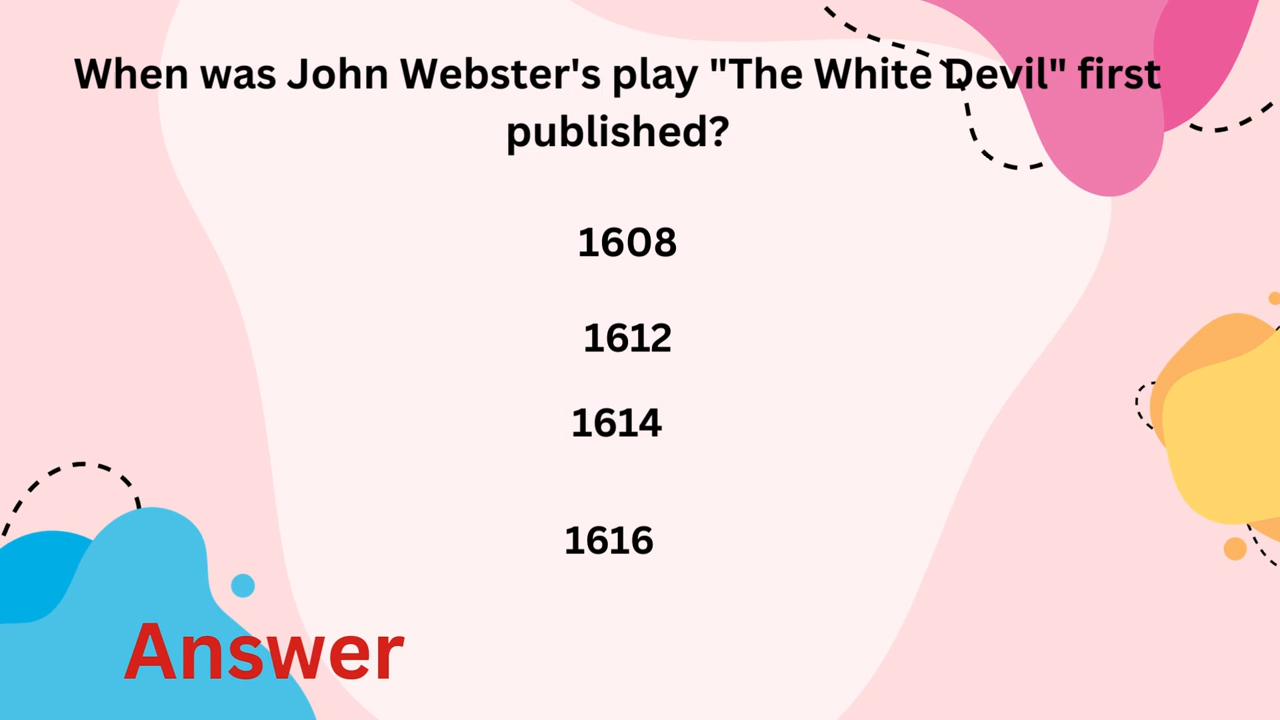 When was John Webster's play "The White Devil" first
published?
1608
1612
1614
1616
Answer